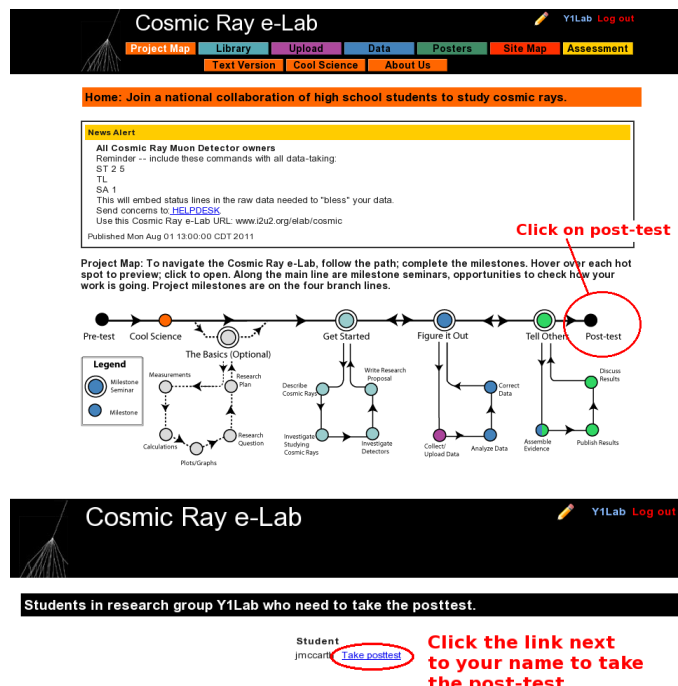 Cosmic Ray e-Lab
Y1Lab Log out
Project Map Library Upload Data Posters Site Map Assessment
Text Version Cool Science About Us
Home: Join a national collaboration of high school students to study cosmic rays.
News Alert
All Cosmic Ray Muon Detector owners
Reminder -- include these commands with all data-taking:
ST 2 5
TL
SA 1
This will embed status lines in the raw data needed to "bless" your data.
Send concerns to: HELPDESK.
Use this Cosmic Ray e-Lab URL: www.i2u2.org/elab/cosmic
Published Mon Aug 01 13:00:00 CDT 2011
Click on post-test
Project Map: To navigate the Cosmic Ray e-Lab, follow the path; complete the milestones. Hover over each hot
spot to preview; click to open. Along the main line are milestone seminars, opportunities to check how your
work is going. Project milestones are on the four branch lines.
Pre-test Cool Science Get Started Figure it Out Tell Others Post-test
The Basics (Optional)
Legend
Milestone
Seminar
Milestone
Measurements
Research
Plan
Calculations
Research
Question
Plots/Graphs
Write Research
Proposal
Describe
Cosmic Rays
Investigate
Studying
Cosmic Rays
Investigate
Detectors
Correct
Data
Collect/
Upload Data
Analyze Data
Discuss
Results
Assemble
Evidence
Publish Results
Cosmic Ray e-Lab
Y1Lab Log out
Students in research group Y1Lab who need to take the posttest.
Student
Take posttest
Click the link next
to your name to take
the post-test